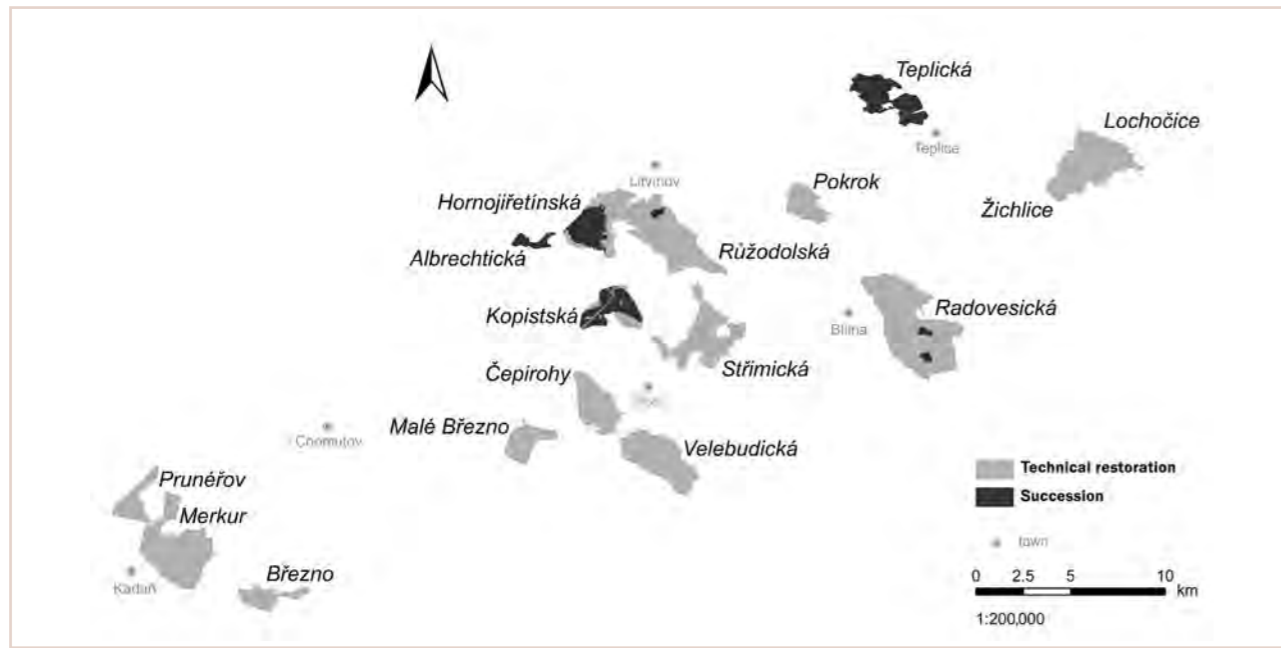 Teplická
Lochočice
Teplice
Litvínov
Pokrok
Hornojiřetínská
Žichlice
Albrechtická
Růžodolská
Kopistská
Radovesická
Bílina
Střimická
Čepirohy
Malé Březno
Chomutov
Velebudická
Prunéřov
Merkur
Březno
Kadaň
Technical restoration
Succession
town
0 2.5 5 10
km
1:200,000